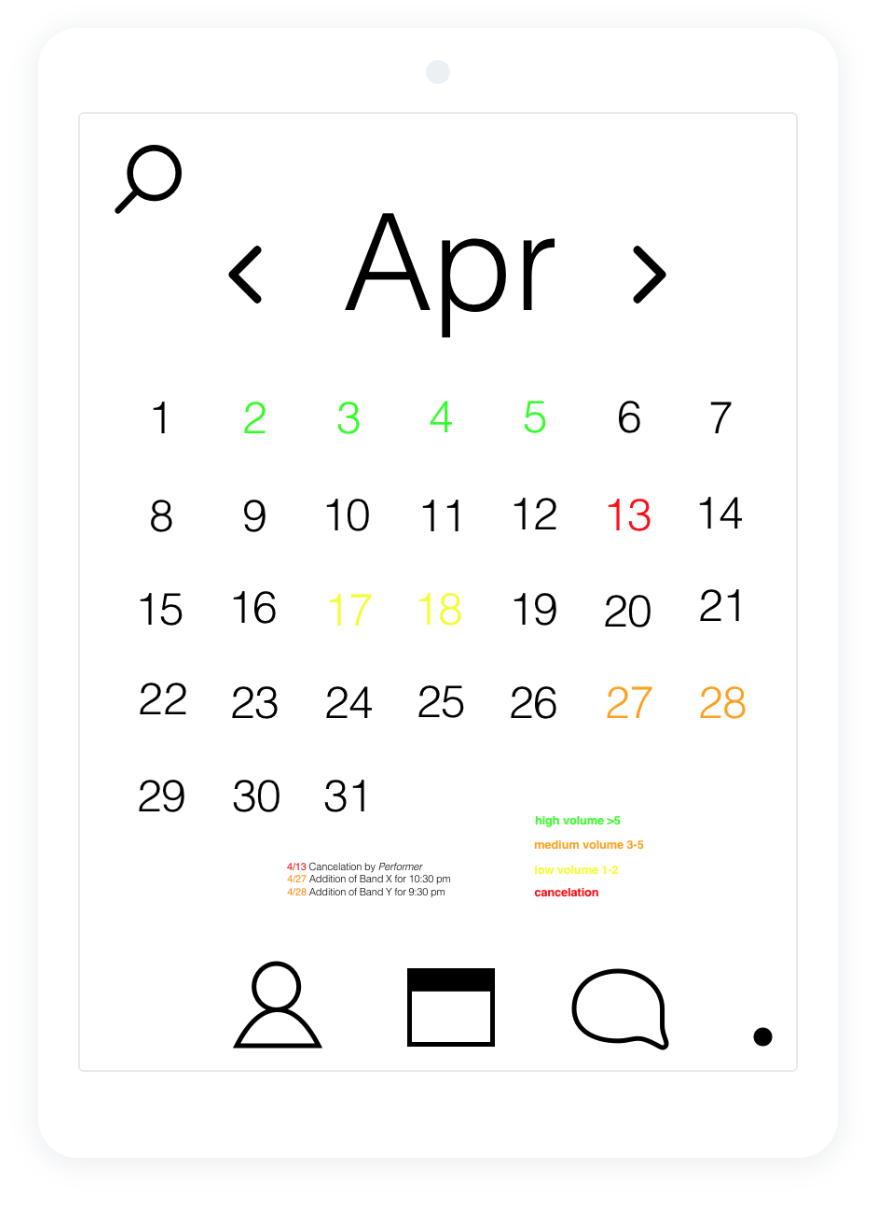 Apr
1 2 3 4 5 6 7
8 9 10 11 12 13 14
15 16 17 18 19 20 21
22 23 24 25 26 27 28
29 30 31
high volume >5
medium volume 3-5
low volume 1-2
cancelation
4/13 Cancelation by Performer
4/27 Addition of Band X for 10:30 pm
4/28 Addition of Band Y for 9:30 pm